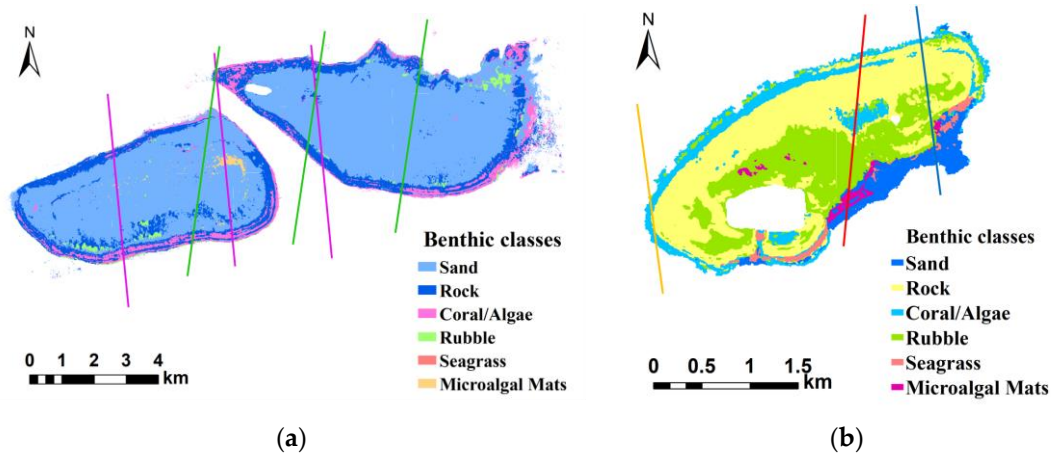 N
Benthic classes
Sand
Rock
Coral/Algae
Rubble
Seagrass
Microalgal Mats
0 1 2 3 4
km
(a)
N
Benthic classes
Sand
Rock
Coral/Algae
Rubble
Seagrass
Microalgal Mats
0 0.5 1 1.5
km
(b)